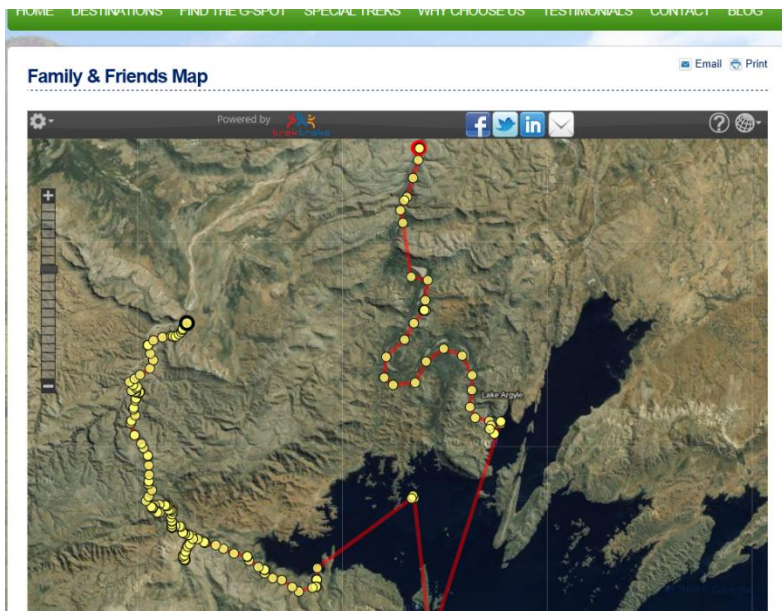 HOME DESTINATIONS FIND THE G-SPOT SPECIAL TREKS WHY CHOOSE US TESTIMONIALS CONTACT BLOG
Email Print
Family & Friends Map
Powered by trektraka
Lake Argyle